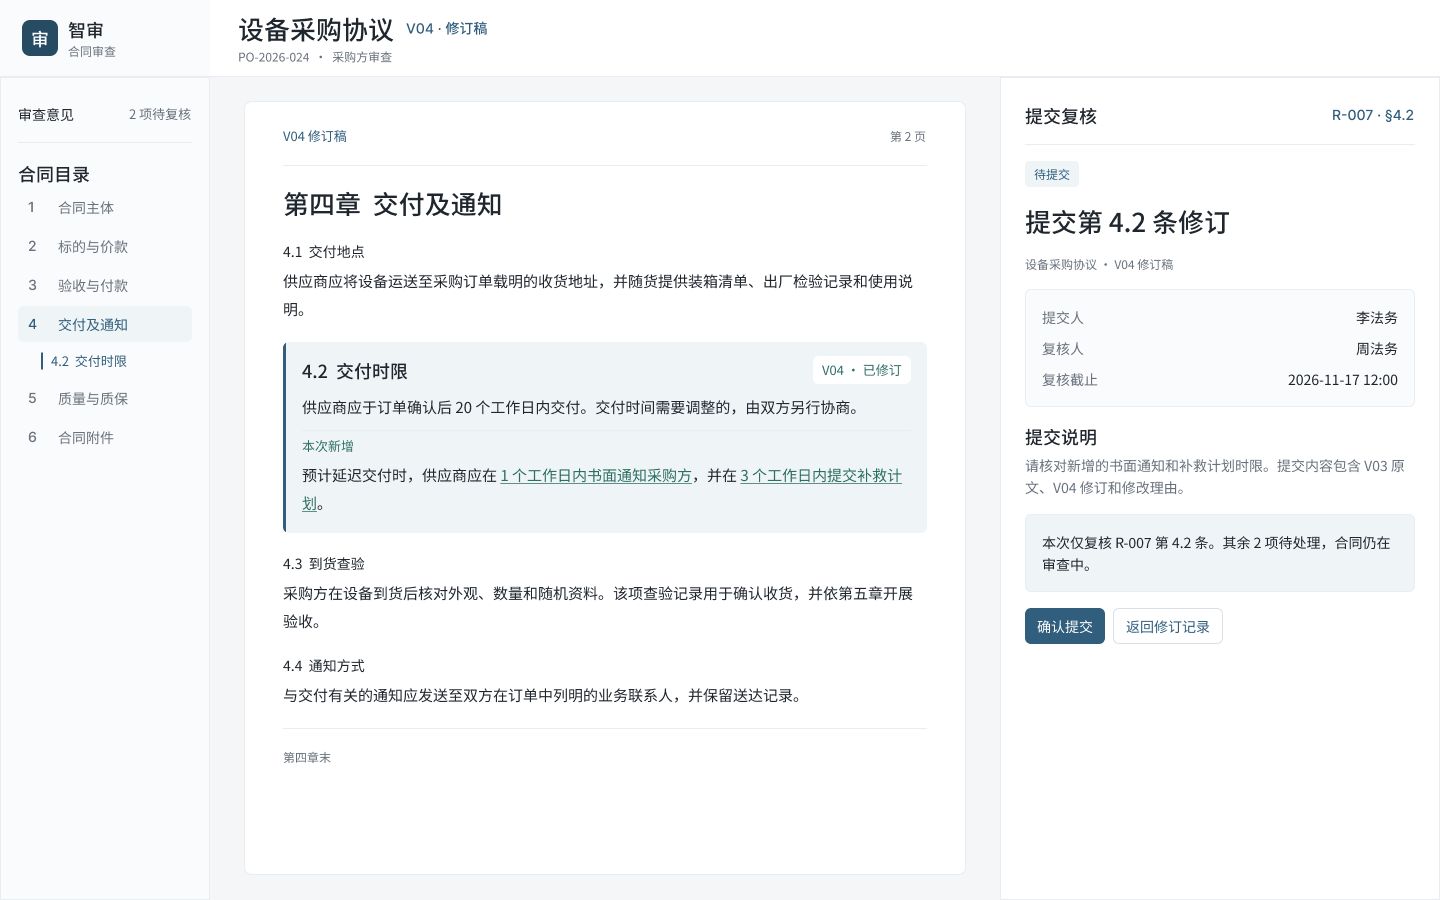 审
智审
合同审查
设备采购协议 V04 · 修订稿
PO-2026-024 • 采购方审查
审查意见 2 项待复核
合同目录
1 合同主体
2 标的与价款
3 验收与付款
4 交付及通知
4.2 交付时限
5 质量与质保
6 合同附件
V04 修订稿 第 2 页
第四章 交付及通知
4.1 交付地点
供应商应将设备运送至采购订单载明的收货地址，并随货提供装箱清单、出厂检验记录和使用说
明。
4.2 交付时限 V04 • 已修订
供应商应于订单确认后 20 个工作日内交付。交付时间需要调整的，由双方另行协商。
本次新增
预计延迟交付时，供应商应在 1 个工作日内书面通知采购方，并在 3 个工作日内提交补救计
划。
4.3 到货查验
采购方在设备到货后核对外观、数量和随机资料。该项查验记录用于确认收货，并依第五章开展
验收。
4.4 通知方式
与交付有关的通知应发送至双方在订单中列明的业务联系人，并保留送达记录。
第四章末
提交复核 R-007 · §4.2
待提交
提交第 4.2 条修订
设备采购协议 • V04 修订稿
提交人 李法务
复核人 周法务
复核截止 2026-11-17 12:00
提交说明
请核对新增的书面通知和补救计划时限。提交内容包含 V03 原
文、V04 修订和修改理由。
本次仅复核 R-007 第 4.2 条。其余 2 项待处理，合同仍在
审查中。
确认提交 返回修订记录